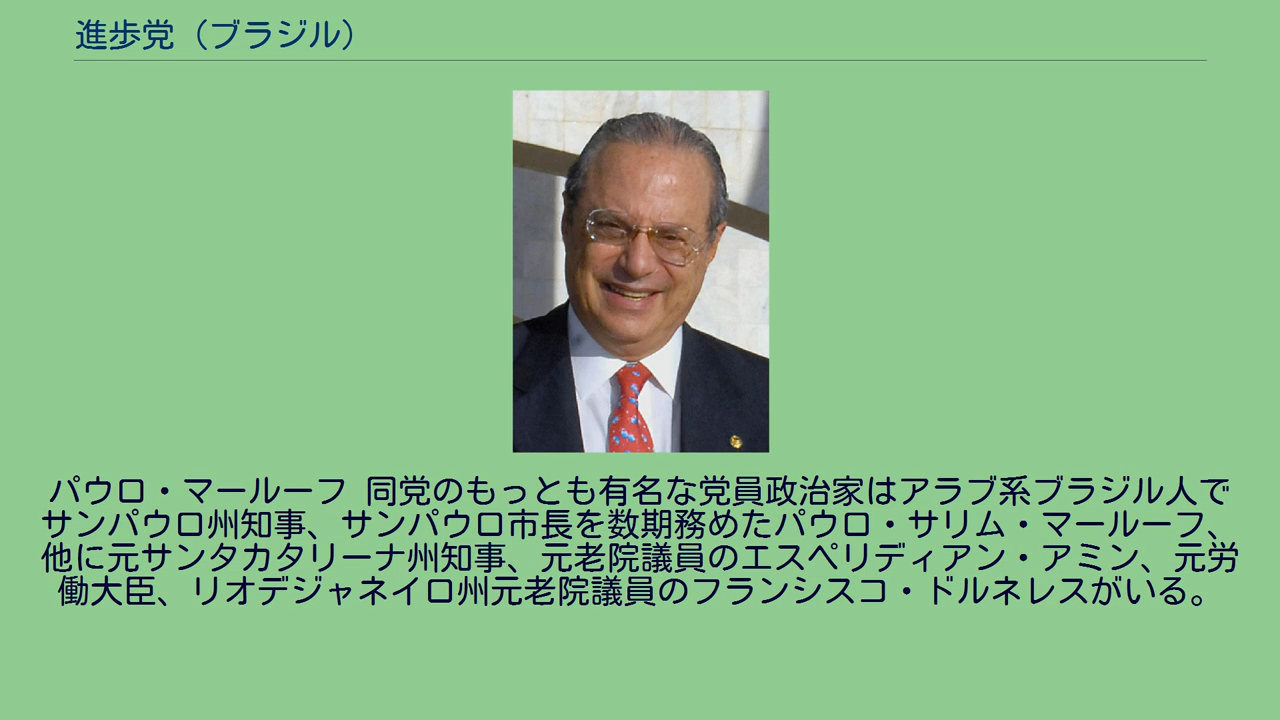 進歩党（ブラジル）
パウロ・マールーフ 同党のもっとも有名な党員政治家はアラブ系ブラジル人で
サンパウロ州知事、サンパウロ市長を数期務めたパウロ・サリム・マールーフ、
他に元サンタカタリーナ州知事、元老院議員のエスペリディアン・アミン、元労
働大臣、リオデジャネイロ州元老院議員のフランシスコ・ドルネレスがいる。